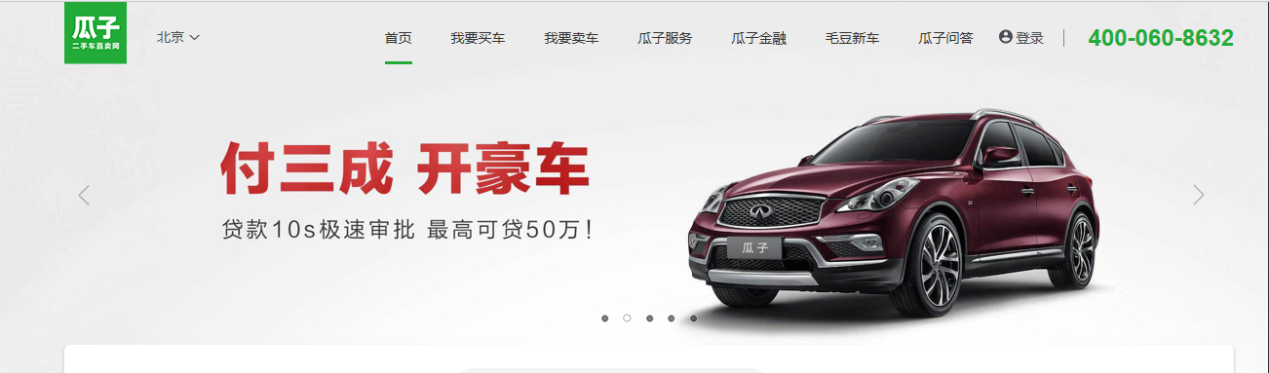 瓜子
二手车直卖网
北京
首页 我要买车 我要卖车 瓜子服务 瓜子金融 毛豆新车 瓜子问答 登录 400-060-8632
付三成 开豪车
贷款10s极速审批 最高可贷50万！
瓜子